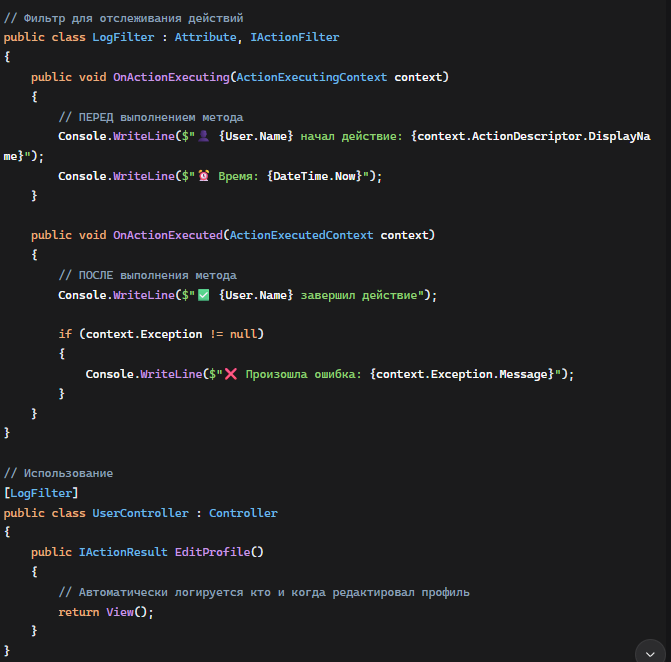 // Фильтр для отслеживания действий
public class LogFilter : Attribute, IActionFilter
{
    public void OnActionExecuting(ActionExecutingContext context)
    {
        // ПЕРЕД выполнением метода
        Console.WriteLine($"👤 {User.Name} начал действие: {context.ActionDescriptor.DisplayNa
me}");
        Console.WriteLine($"⏰ Время: {DateTime.Now}");
    }

    public void OnActionExecuted(ActionExecutedContext context)
    {
        // ПОСЛЕ выполнения метода
        Console.WriteLine($"✅ {User.Name} завершил действие");

        if (context.Exception != null)
        {
            Console.WriteLine($"❌ Произошла ошибка: {context.Exception.Message}");
        }
    }
}

// Использование
[LogFilter]
public class UserController : Controller
{
    public IActionResult EditProfile()
    {
        // Автоматически логируется кто и когда редактировал профиль
        return View();
    }
}